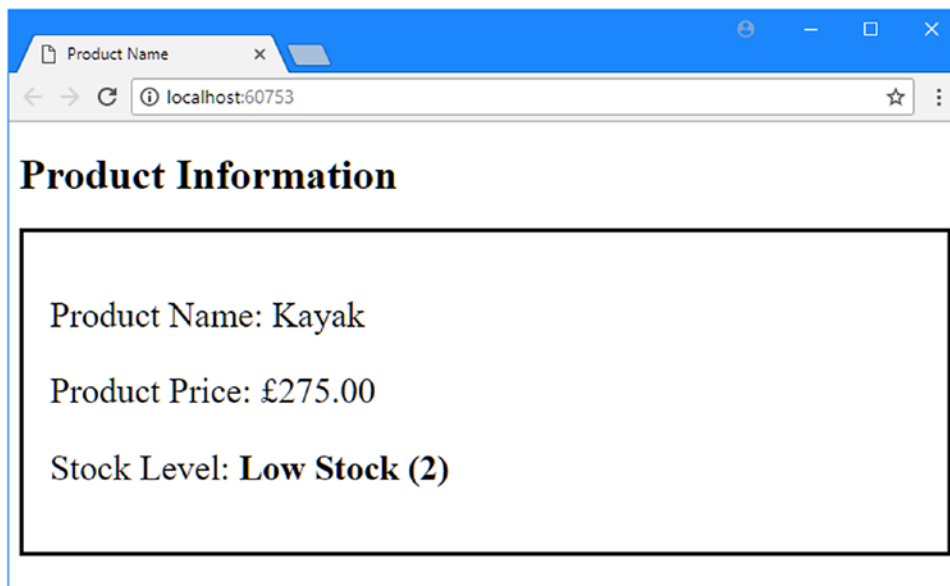 Product Name
localhost:60753
Product Information
Product Name: Kayak
Product Price: £275.00
Stock Level: Low Stock (2)